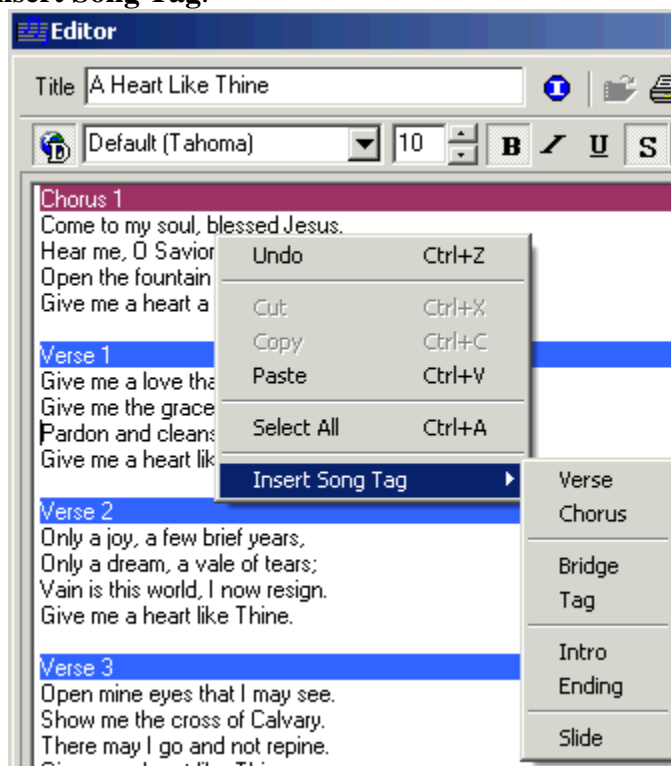 nsert Song Tag.
Editor
Title A Heart Like Thine
Default (Tahoma) 10 B I U S
Chorus 1
Come to my soul, blessed Jesus.
Hear me, O Savior
Open the fountain
Give me a heart a
Verse 1
Give me a love tha
Give me the grace
Pardon and cleans
Give me a heart lik
Verse 2
Only a joy, a few brief years,
Only a dream, a vale of tears;
Vain is this world, I now resign.
Give me a heart like Thine.
Verse 3
Open mine eyes that I may see.
Show me the cross of Calvary.
There may I go and not repine.
Undo Ctrl+Z
Cut Ctrl+X
Copy Ctrl+C
Paste Ctrl+V
Select All Ctrl+A
Insert Song Tag
Verse
Chorus
Bridge
Tag
Intro
Ending
Slide